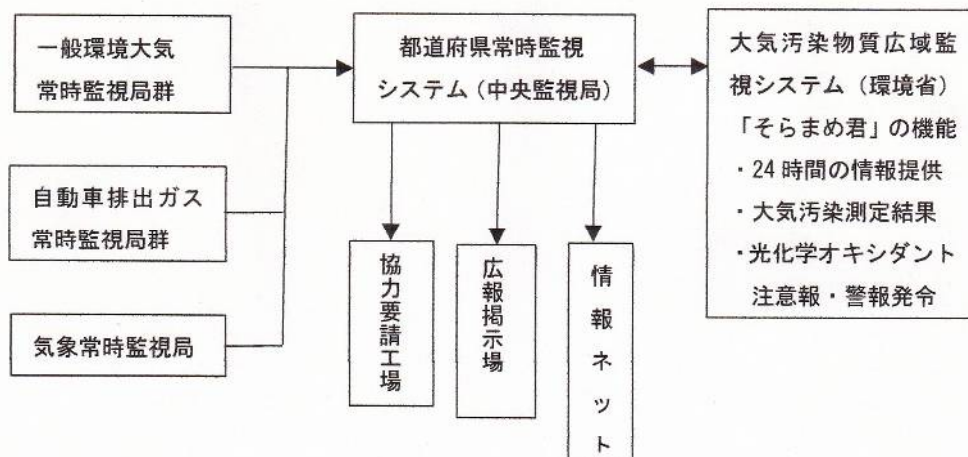 一般環境大気
常時監視局群
自動車排出ガス
常時監視局群
気象常時監視局
都道府県常時監視
システム(中央監視局)
協力要請工場
広報掲示場
情報ネット
大気汚染物質広域監
視システム(環境省)
「そらまめ君」の機能
・24時間の情報提供
・大気汚染測定結果
・光化学オキシダント
注意報・警報発令